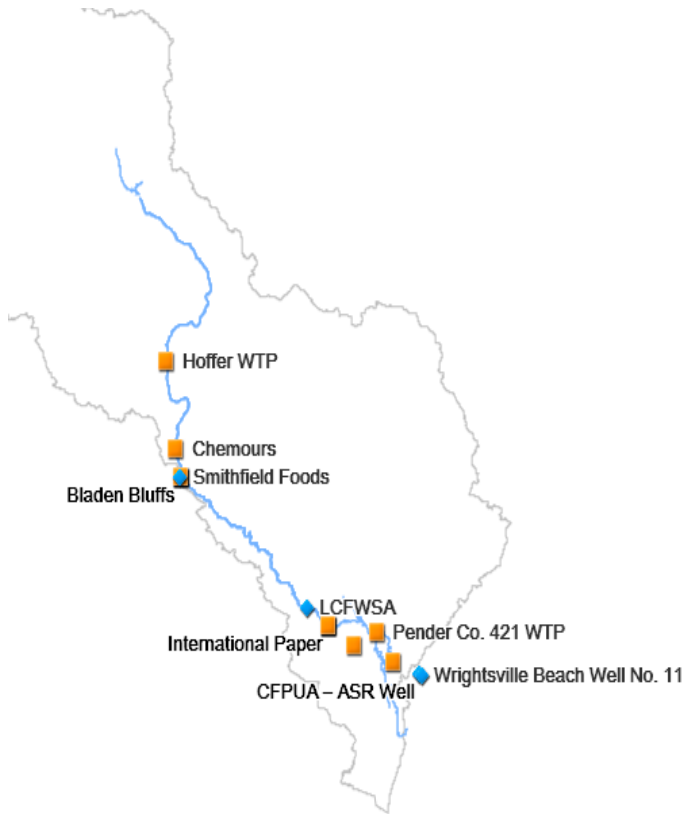 Hoffer WTP
Chemours
Smithfield Foods
Bladen Bluffs
LCFWSA
International Paper
Pender Co. 421 WTP
Wrightsville Beach Well No. 11
CFPUA – ASR Well